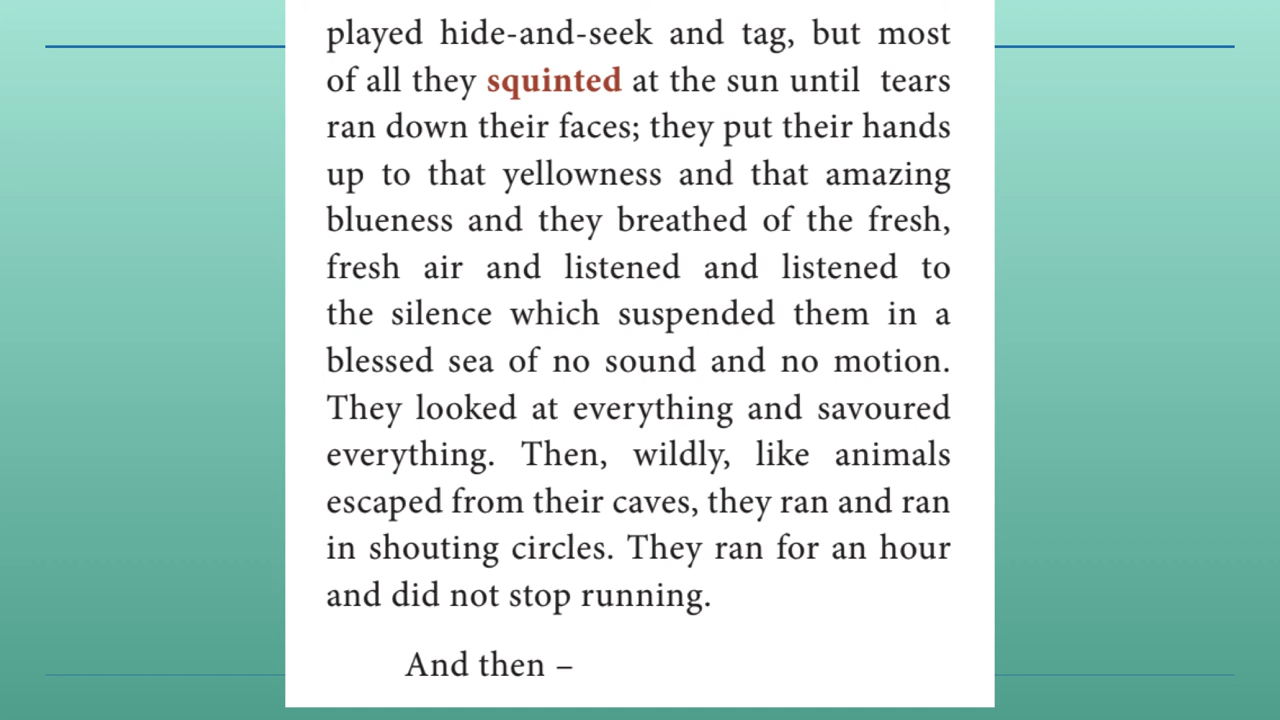 played hide-and-seek and tag, but most
of all they squinted at the sun until tears
ran down their faces; they put their hands
up to that yellowness and that amazing
blueness and they breathed of the fresh,
fresh air and listened and listened to
the silence which suspended them in a
blessed sea of no sound and no motion.
They looked at everything and savoured
everything. Then, wildly, like animals
escaped from their caves, they ran and ran
in shouting circles. They ran for an hour
and did not stop running.
And then –